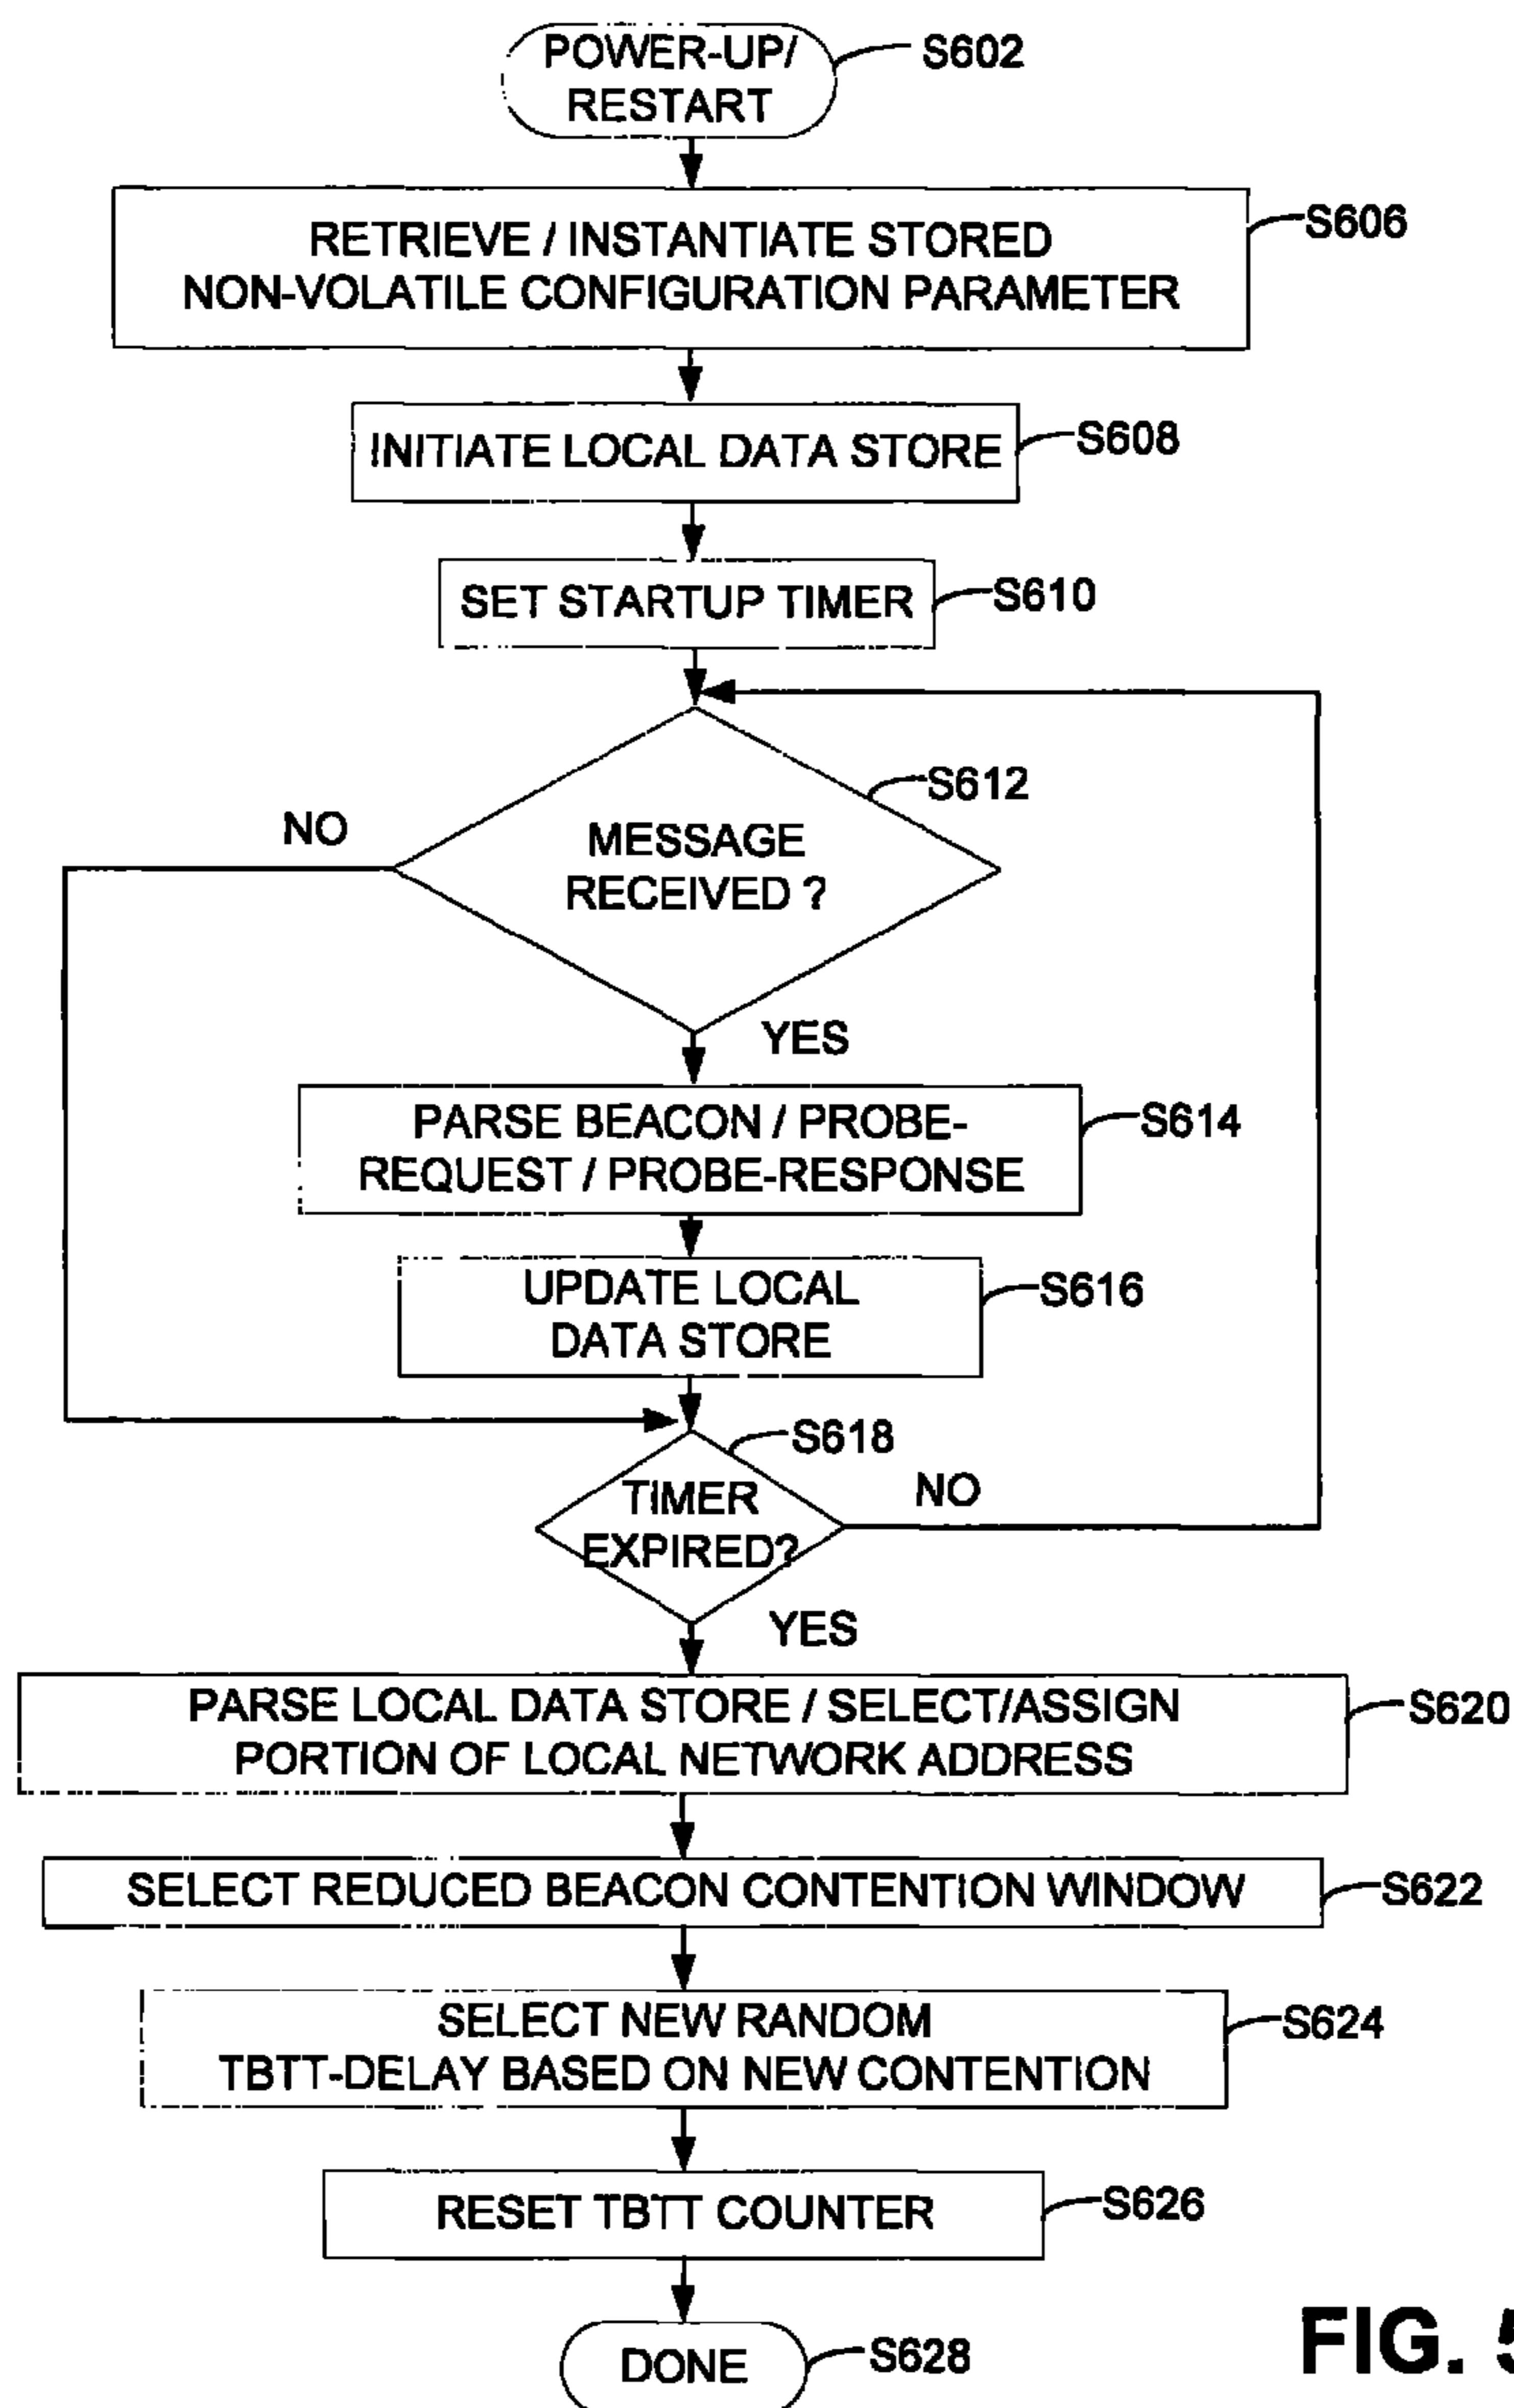 POWER-UP/
RESTART
S602
RETRIEVE / INSTANTIATE STORED
NON-VOLATILE CONFIGURATION PARAMETER
S606
INITIATE LOCAL DATA STORE
S608
SET STARTUP TIMER
S610
S612
NO
MESSAGE
RECEIVED ?
YES
PARSE BEACON / PROBE-
REQUEST / PROBE-RESPONSE
S614
UPDATE LOCAL
DATA STORE
S616
S618
TIMER
EXPIRED?
NO
YES
PARSE LOCAL DATA STORE / SELECT/ASSIGN
PORTION OF LOCAL NETWORK ADDRESS
S620
SELECT REDUCED BEACON CONTENTION WINDOW
S622
SELECT NEW RANDOM
TBTT-DELAY BASED ON NEW CONTENTION
S624
RESET TBTT COUNTER
S626
DONE
S628
FIG. 5